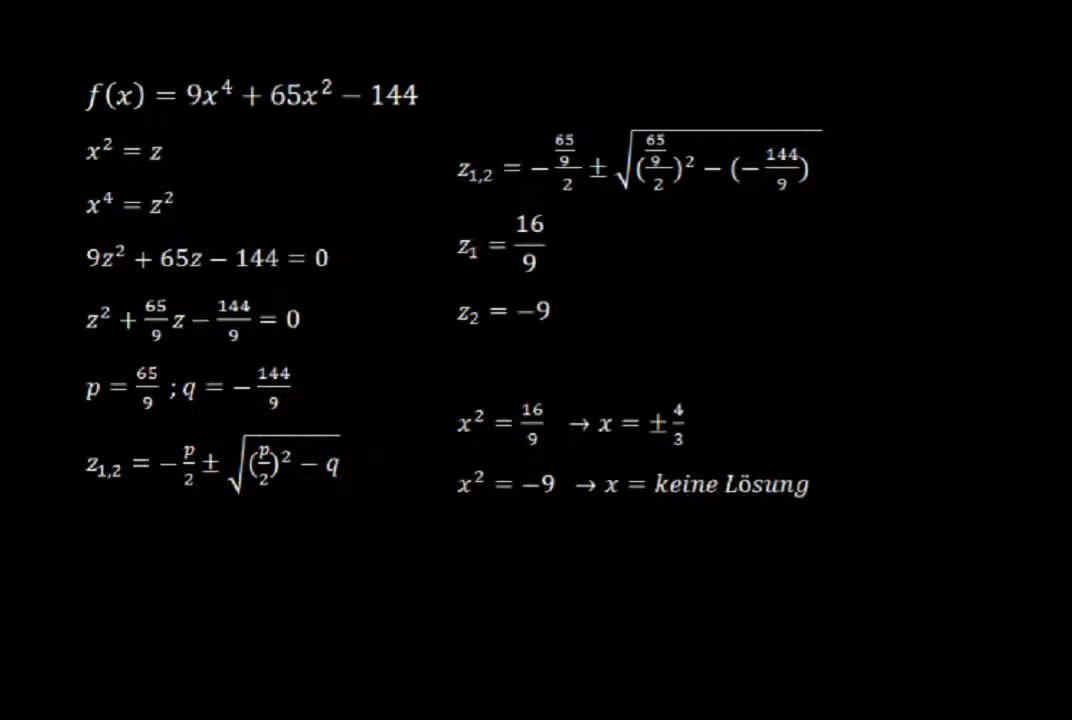 f(x) = 9x⁴ + 65x² − 144
x² = z
x⁴ = z²
9z² + 65z − 144 = 0
z² + 65/9 z − 144/9 = 0
p = 65/9 ; q = − 144/9
z₁,₂ = − p/2 ± √((p/2)² − q)
z₁,₂ = − (65/9)/2 ± √(((65/9)/2)² − (−144/9))
z₁ = 16/9
z₂ = −9
x² = 16/9 → x = ± 4/3
x² = −9 → x = keine Lösung